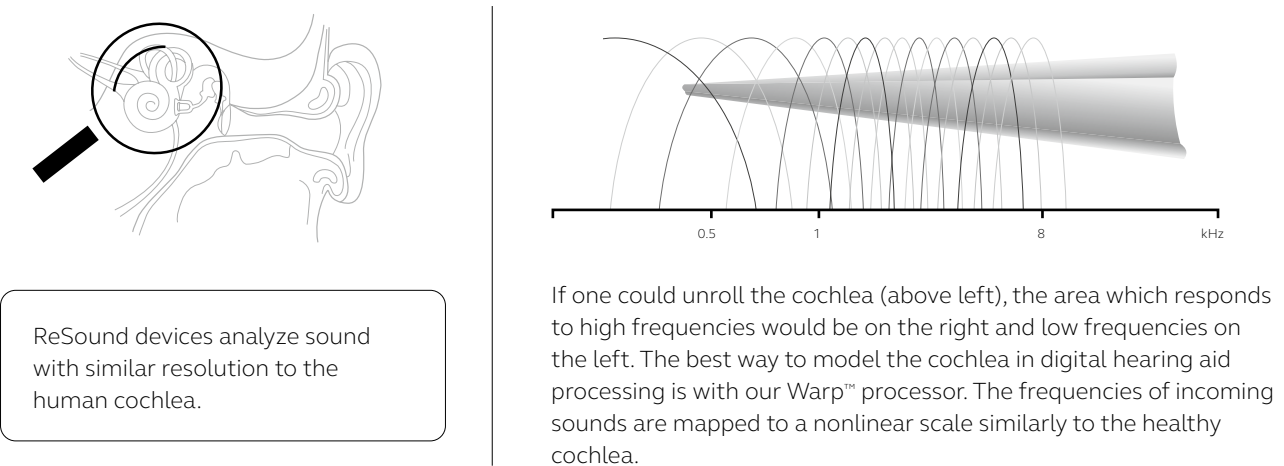 0.5 1 8 kHz
ReSound devices analyze sound
with similar resolution to the
human cochlea.
If one could unroll the cochlea (above left), the area which responds
to high frequencies would be on the right and low frequencies on
the left. The best way to model the cochlea in digital hearing aid
processing is with our Warp™ processor. The frequencies of incoming
sounds are mapped to a nonlinear scale similarly to the healthy
cochlea.